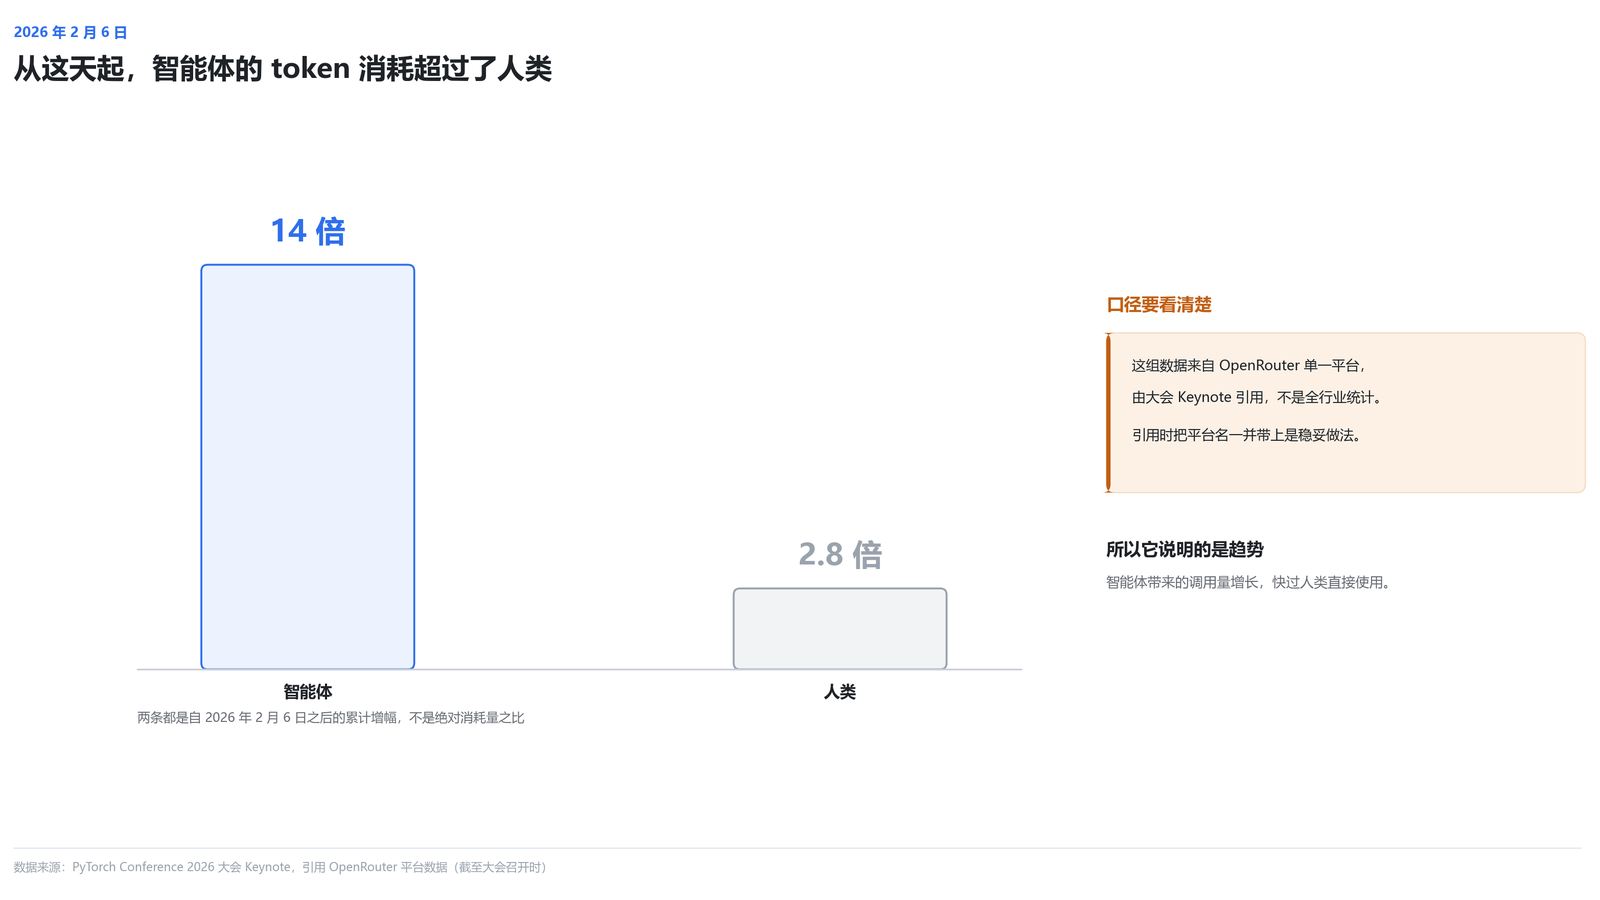 2026 年 2 月 6 日
从这天起，智能体的 token 消耗超过了人类
14 倍
2.8 倍
智能体
人类
两条都是自 2026 年 2 月 6 日之后的累计增幅，不是绝对消耗量之比
口径要看清楚
这组数据来自 OpenRouter 单一平台，
由大会 Keynote 引用，不是全行业统计。
引用时把平台名一并带上是稳妥做法。
所以它说明的是趋势
智能体带来的调用量增长，快过人类直接使用。
数据来源：PyTorch Conference 2026 大会 Keynote，引用 OpenRouter 平台数据（截至大会召开时）